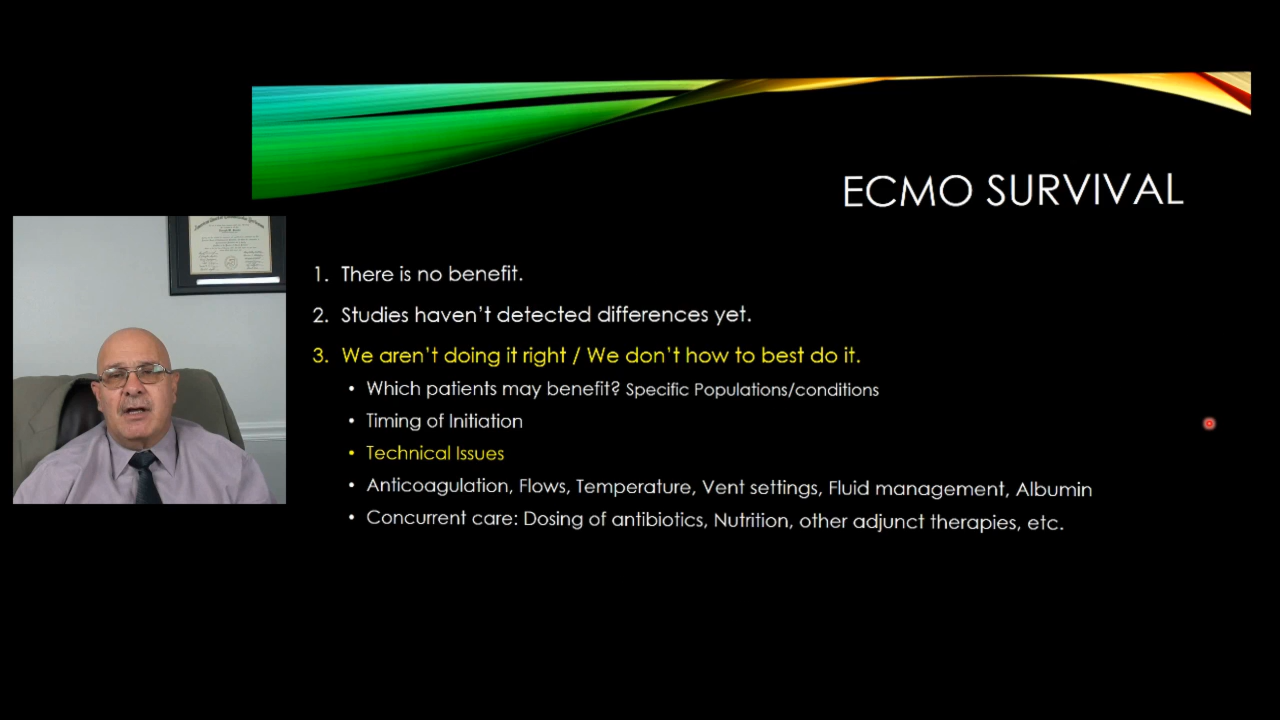 ECMO SURVIVAL
1. There is no benefit.
2. Studies haven't detected differences yet.
3. We aren't doing it right / We don't how to best do it.
• Which patients may benefit? Specific Populations/conditions
• Timing of Initiation
• Technical Issues
• Anticoagulation, Flows, Temperature, Vent settings, Fluid management, Albumin
• Concurrent care: Dosing of antibiotics, Nutrition, other adjunct therapies, etc.